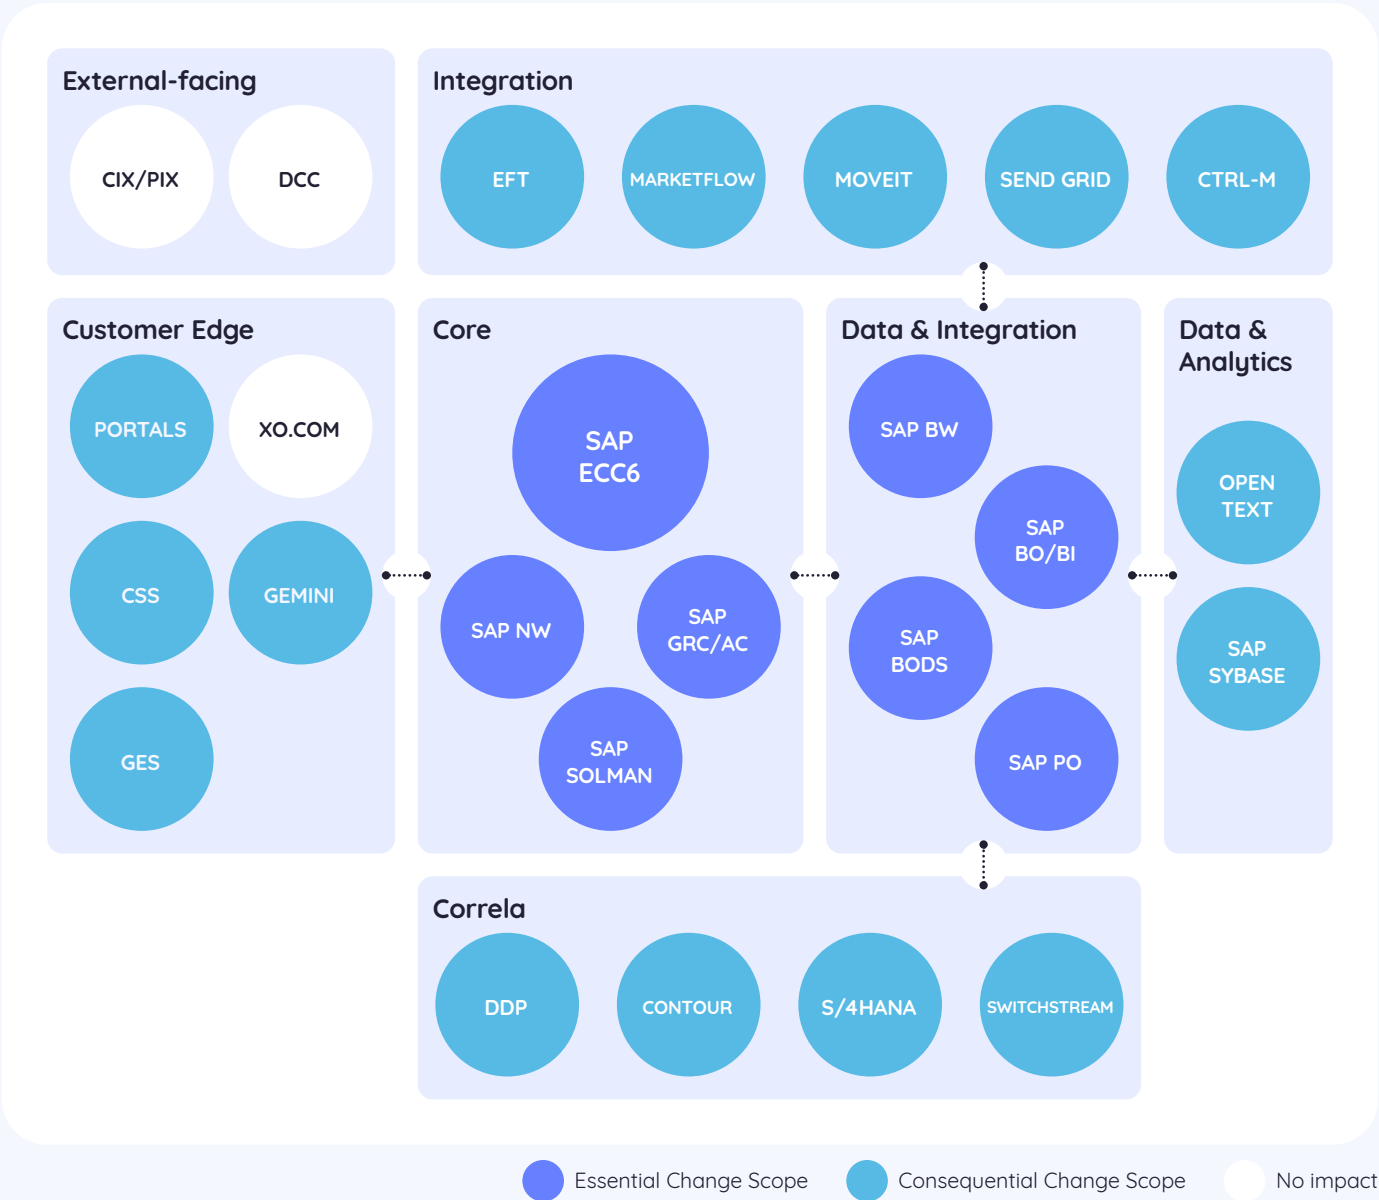 External-facing
CIX/PIX
DCC
Integration
EFT
MARKETFLOW
MOVEIT
SEND GRID
CTRL-M
Customer Edge
PORTALS
XO.COM
CSS
GEMINI
GES
Core
SAP
ECC6
SAP NW
SAP
GRC/AC
SAP
SOLMAN
Data & Integration
SAP BW
SAP
BO/BI
SAP
BODS
SAP PO
Data &
Analytics
OPEN
TEXT
SAP
SYBASE
Correla
DDP
CONTOUR
S/4HANA
SWITCHSTREAM
Essential Change Scope
Consequential Change Scope
No impact